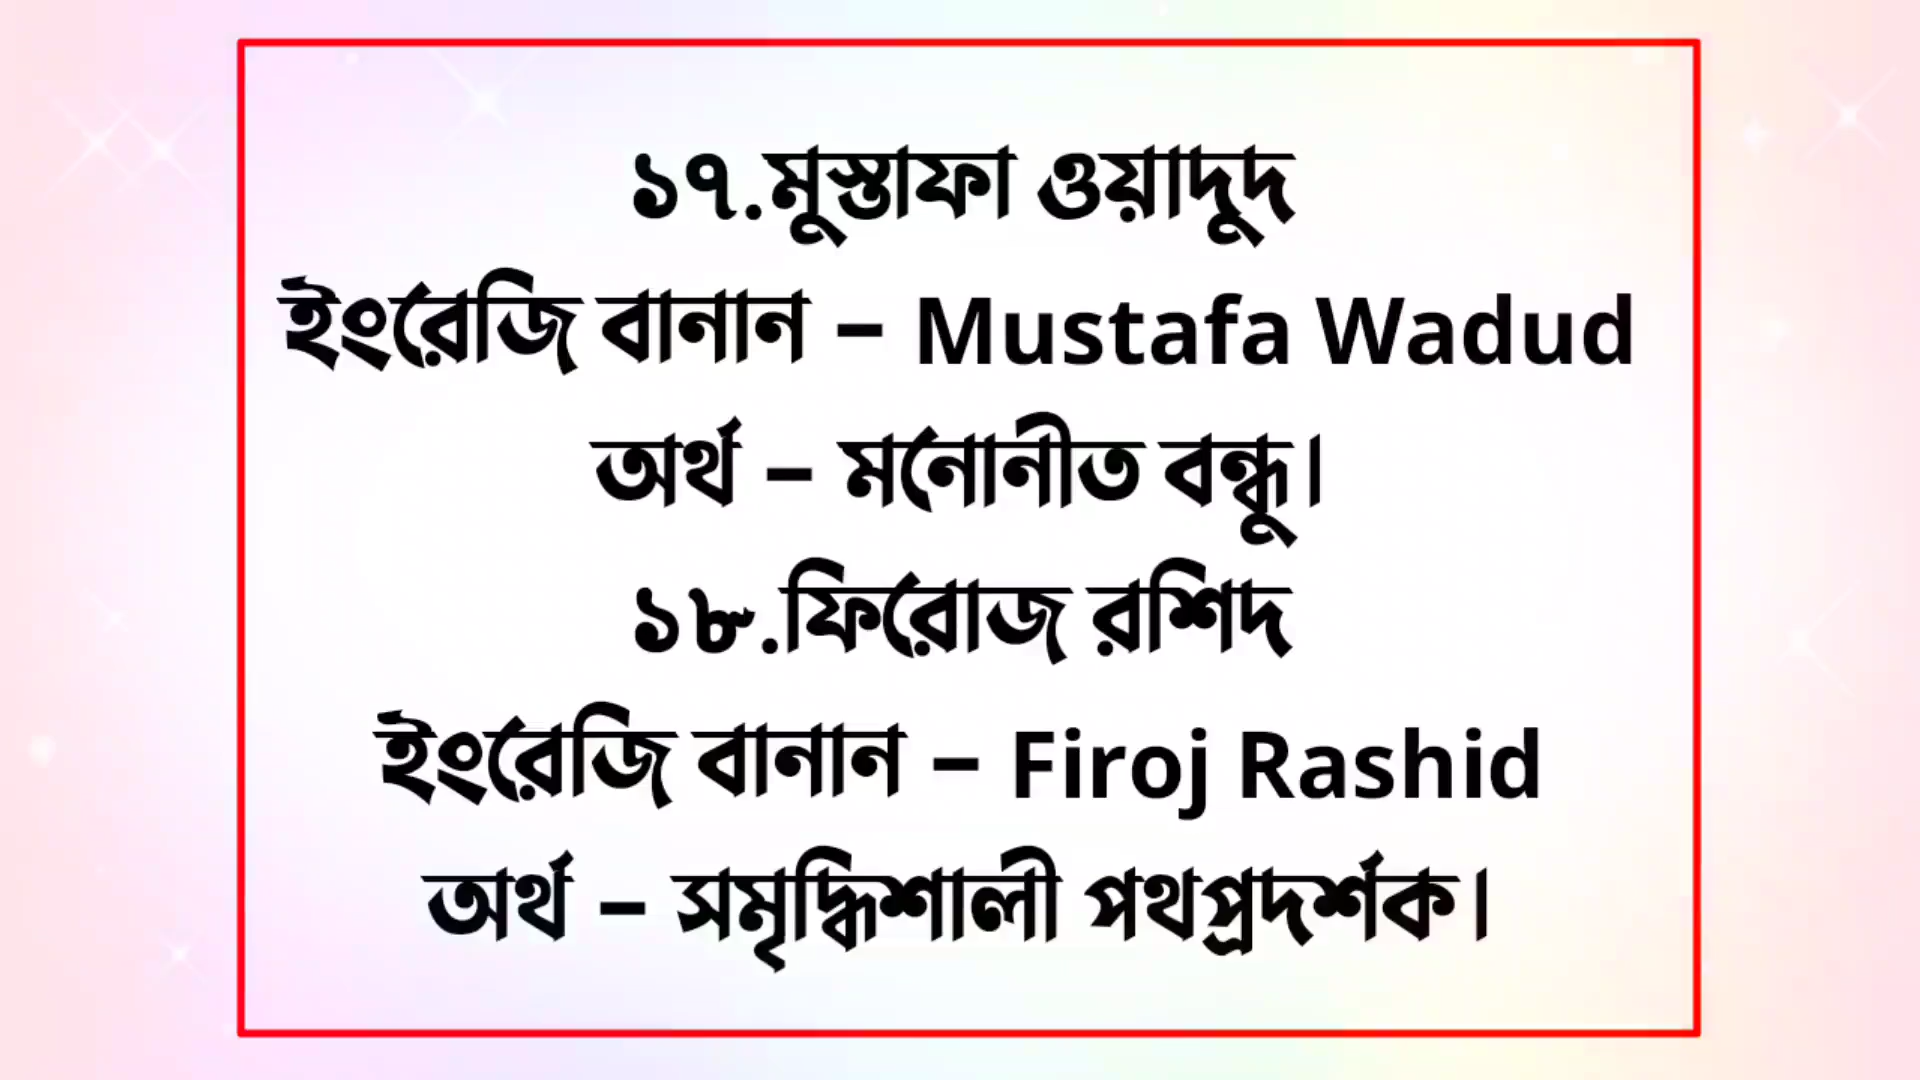 ১৭.মুস্তাফা ওয়াদুদ
ইংরেজি বানান – Mustafa Wadud
অর্থ – মনোনীত বন্ধু।
১৮.ফিরোজ রশিদ
ইংরেজি বানান – Firoj Rashid
অর্থ – সমৃদ্ধিশালী পথপ্রদর্শক।